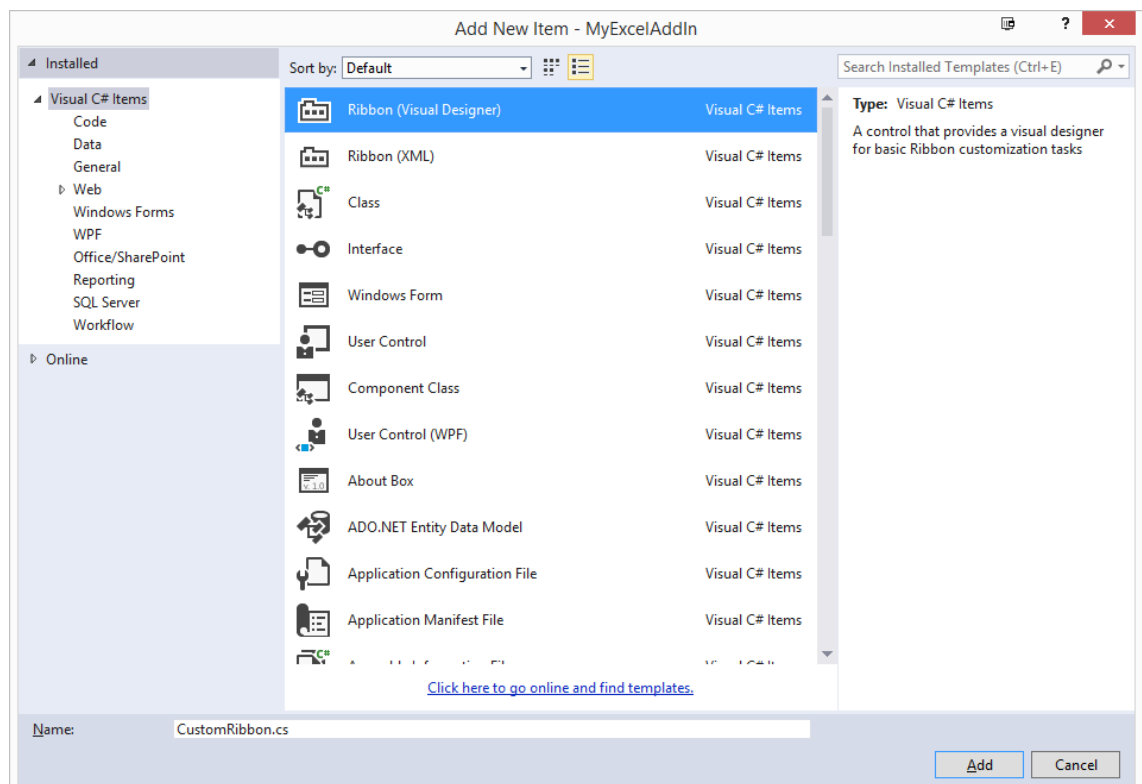 Add New Item - MyExcelAddIn
?
Installed
Sort by: Default
Search Installed Templates (Ctrl+E)
Visual C# Items
Code
Data
General
Web
Windows Forms
WPF
Office/SharePoint
Reporting
SQL Server
Workflow
Online
Ribbon (Visual Designer) Visual C# Items
Ribbon (XML) Visual C# Items
C# Class Visual C# Items
Interface Visual C# Items
Windows Form Visual C# Items
User Control Visual C# Items
Component Class Visual C# Items
User Control (WPF) Visual C# Items
v. 1.0 About Box Visual C# Items
ADO.NET Entity Data Model Visual C# Items
Application Configuration File Visual C# Items
Application Manifest File Visual C# Items
C#
Click here to go online and find templates.
Type: Visual C# Items
A control that provides a visual designer
for basic Ribbon customization tasks
Name: CustomRibbon.cs
Add Cancel